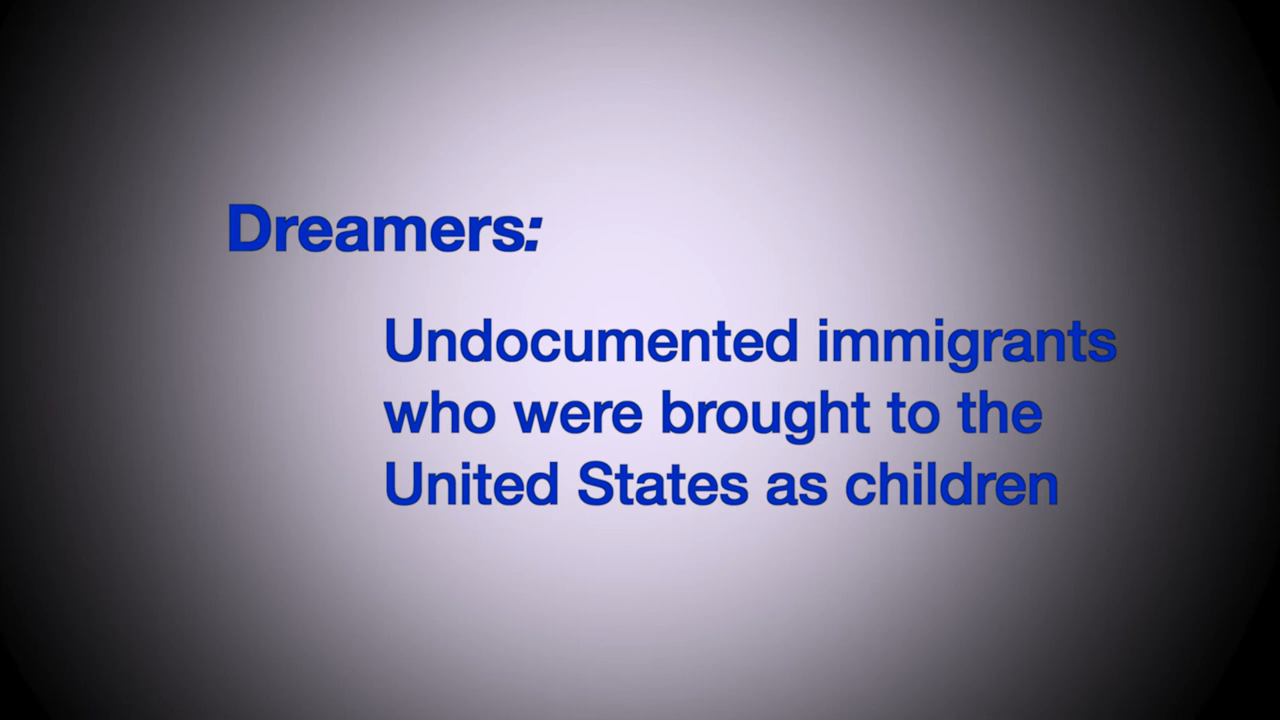 Dreamers:
Undocumented immigrants
who were brought to the
United States as children